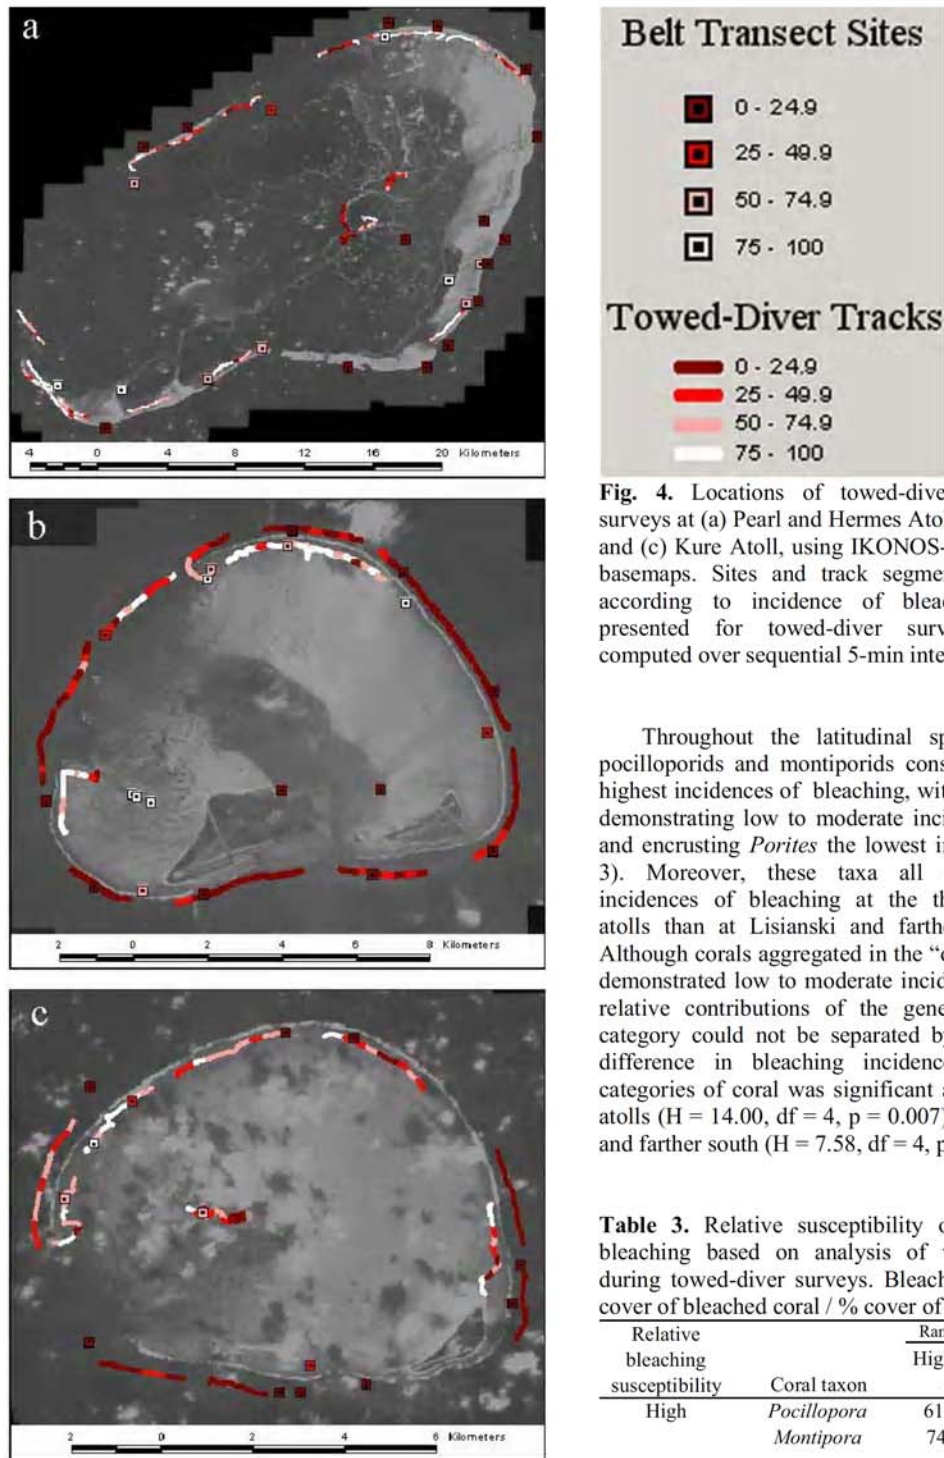 a
4 0 4 8 12 16 20 Kilometers
b
2 0 2 4 6 8 Kilometers
c
2 0 2 4 6 Kilometers
Belt Transect Sites
0 - 24.9
25 - 49.9
50 - 74.9
75 - 100
Towed-Diver Tracks
0 - 24.9
25 - 49.9
50 - 74.9
75 - 100
Fig. 4. Locations of towed-dive
surveys at (a) Pearl and Hermes Ato
and (c) Kure Atoll, using IKONOS-
basemaps. Sites and track segme
according to incidence of bleac
presented for towed-diver surv
computed over sequential 5-min inte
Throughout the latitudinal sp
pocilloporids and montiporids cons
highest incidences of bleaching, wit
demonstrating low to moderate inci
and encrusting Porites the lowest i
3). Moreover, these taxa all
incidences of bleaching at the th
atolls than at Lisianski and farthe
Although corals aggregated in the “c
demonstrated low to moderate incid
relative contributions of the gene
category could not be separated by
difference in bleaching incidence
categories of coral was significant a
atolls (H = 14.00, df = 4, p = 0.007)
and farther south (H = 7.58, df = 4, p
Table 3. Relative susceptibility o
bleaching based on analysis of
during towed-diver surveys. Bleach
cover of bleached coral / % cover of
Relative Ran
bleaching Hig
susceptibility Coral taxon
High Pocillopora 61
Montipora 74